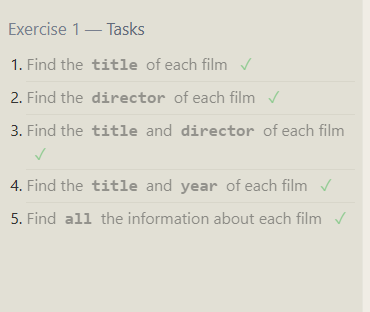 Exercise 1 — Tasks
1. Find the title of each film ✓
2. Find the director of each film ✓
3. Find the title and director of each film
✓
4. Find the title and year of each film ✓
5. Find all the information about each film ✓